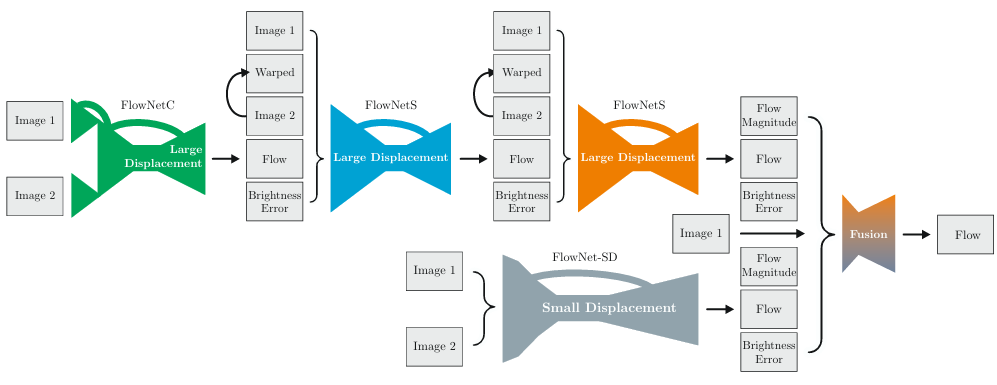 Image 1
Image 2
FlowNetC
Large
Displacement
Image 1
Warped
Image 2
Flow
Brightness
Error
FlowNetS
Large Displacement
Image 1
Warped
Image 2
Flow
Brightness
Error
FlowNetS
Large Displacement
Flow
Magnitude
Flow
Brightness
Error
Image 1
Image 1
Image 2
FlowNet-SD
Small Displacement
Flow
Magnitude
Flow
Brightness
Error
Fusion
Flow